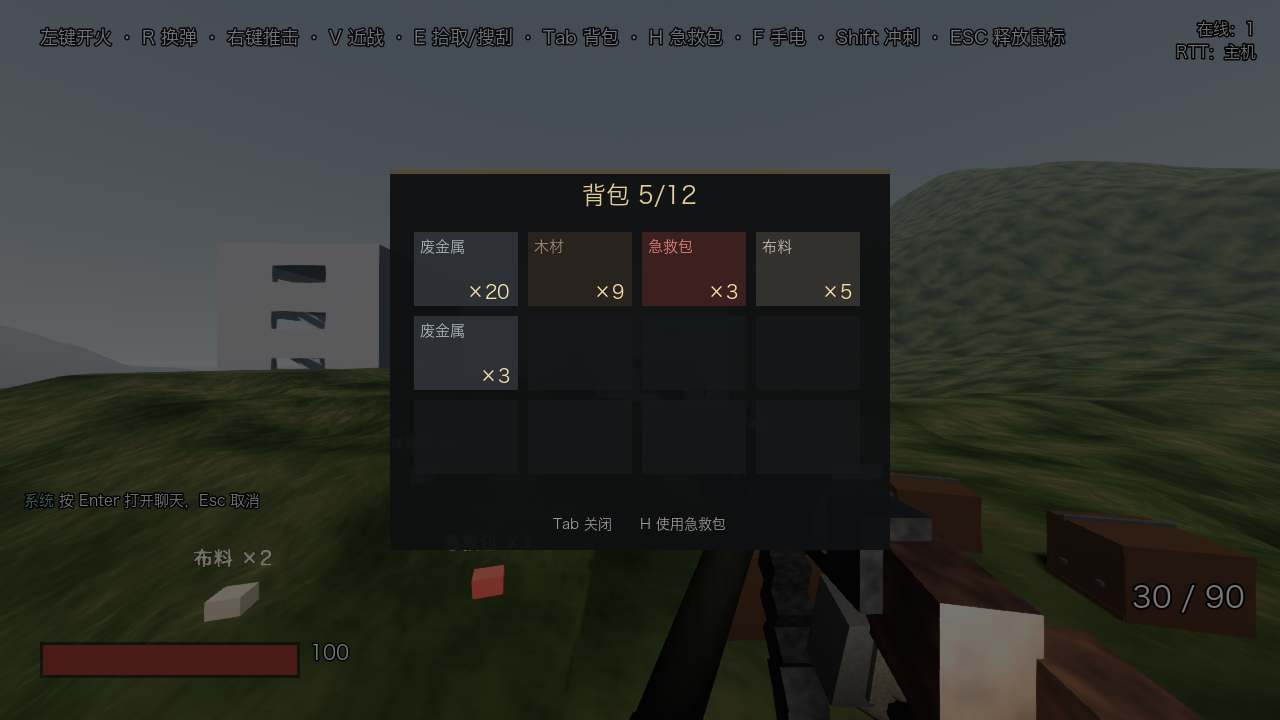 左键开火 · R 换弹 · 右键推击 · V 近战 · E 拾取/搜刮 · Tab 背包 · H 急救包 · F 手电 · Shift 冲刺 · ESC 释放鼠标
在线: 1
RTT: 主机
背包 5/12
废金属 ×20
木材 ×9
急救包 ×3
布料 ×5
废金属 ×3
Tab 关闭 H 使用急救包
系统 按 Enter 打开聊天，Esc 取消
急救包 ×1
布料 ×2
30 / 90
100